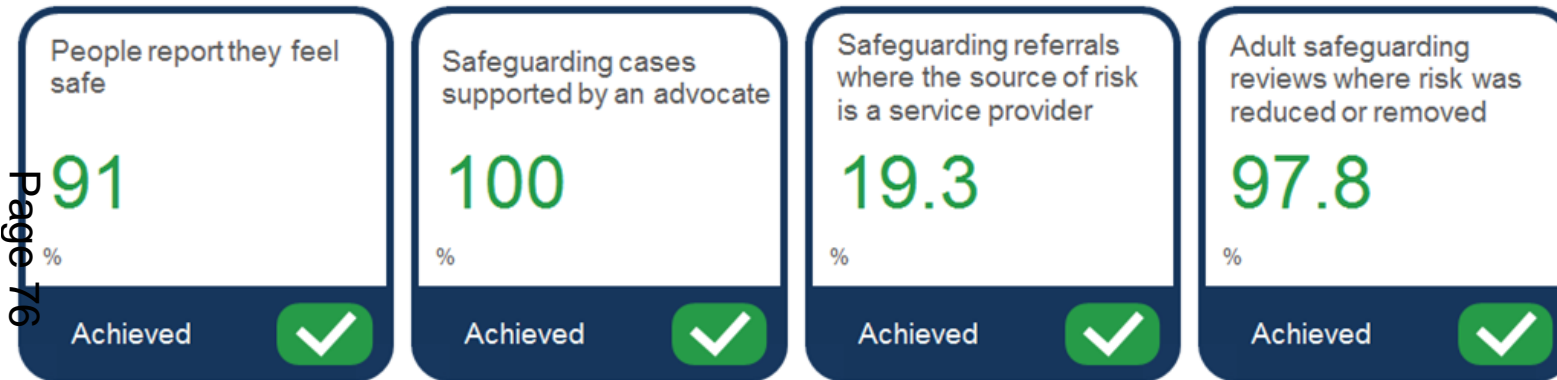 People report they feel
safe
91
%
Achieved
Safeguarding cases
supported by an advocate
100
%
Achieved
Safeguarding referrals
where the source of risk
is a service provider
19.3
%
Achieved
Adult safeguarding
reviews where risk was
reduced or removed
97.8
%
Achieved
Page 76